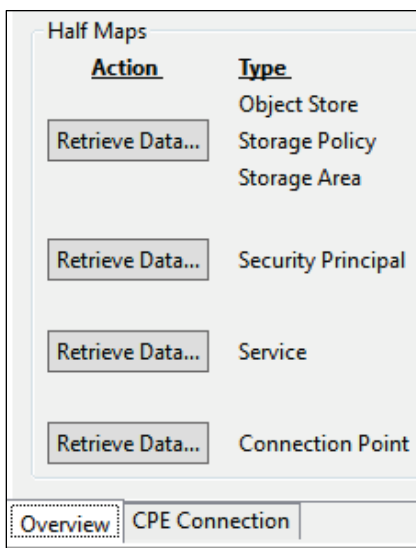 Half Maps
Action Type
Object Store
Retrieve Data... Storage Policy
Storage Area
Retrieve Data... Security Principal
Retrieve Data... Service
Retrieve Data... Connection Point
Overview CPE Connection